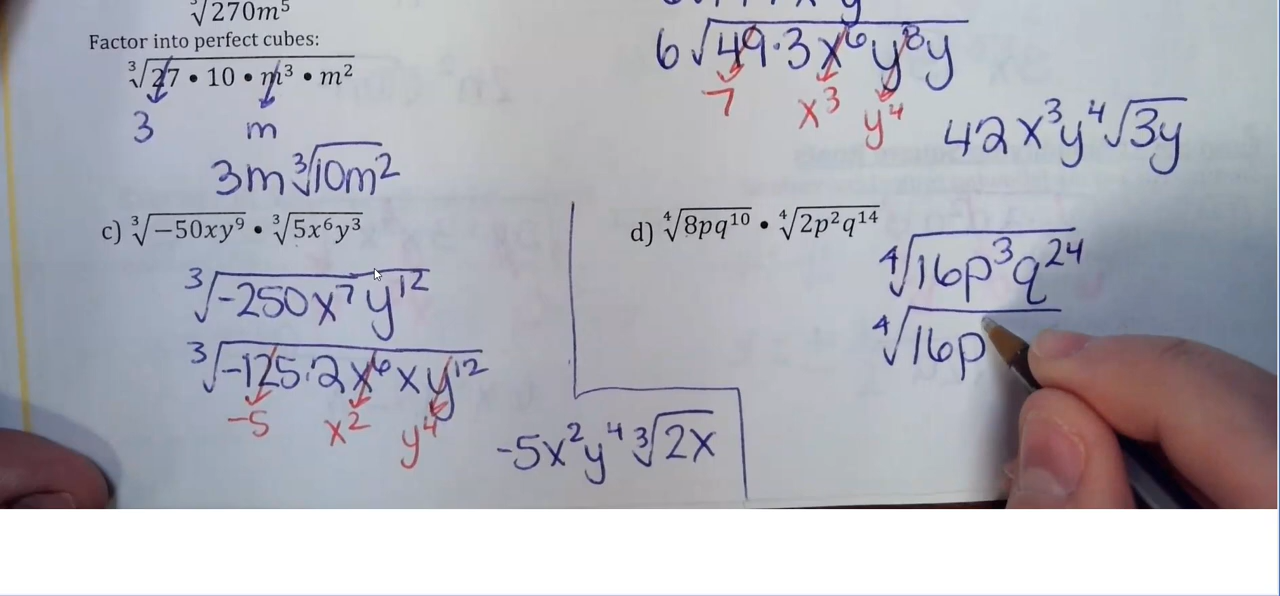 ∛270m⁵
Factor into perfect cubes:
∛27 • 10 • m³ • m²
3 m
3m∛10m²
6√49·3x⁶y⁸y
7 x³ y⁴
42x³y⁴√3y
c) ∛−50xy⁹ • ∛5x⁶y³
∛-250x⁷y¹²
∛-125·2x⁶xy¹²
-5 x² y⁴
-5x²y⁴∛2x
d) ∜8pq¹⁰ • ∜2p²q¹⁴
∜16p³q²⁴
∜16p